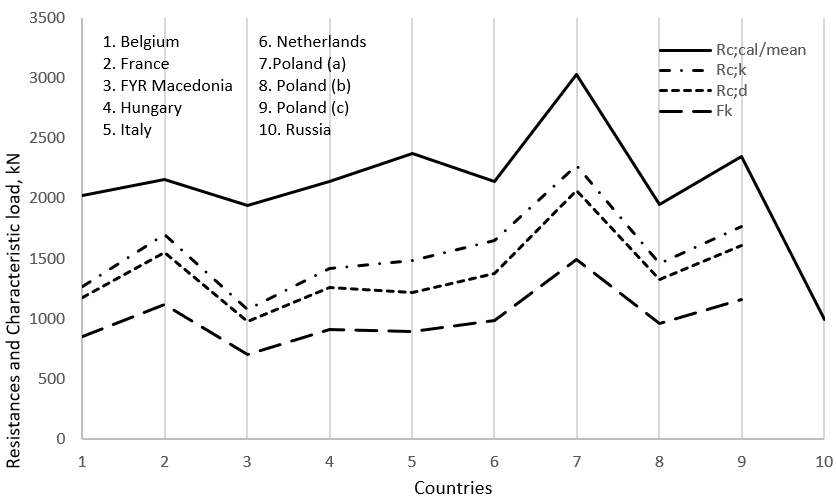 3500
3000
2500
2000
1500
1000
500
0
Resistances and Characteristic load, kN
1. Belgium
2. France
3. FYR Macedonia
4. Hungary
5. Italy
6. Netherlands
7.Poland (a)
8. Poland (b)
9. Poland (c)
10. Russia
Rc;cal/mean
Rc;k
Rc;d
Fk
1 2 3 4 5 6 7 8 9 10
Countries